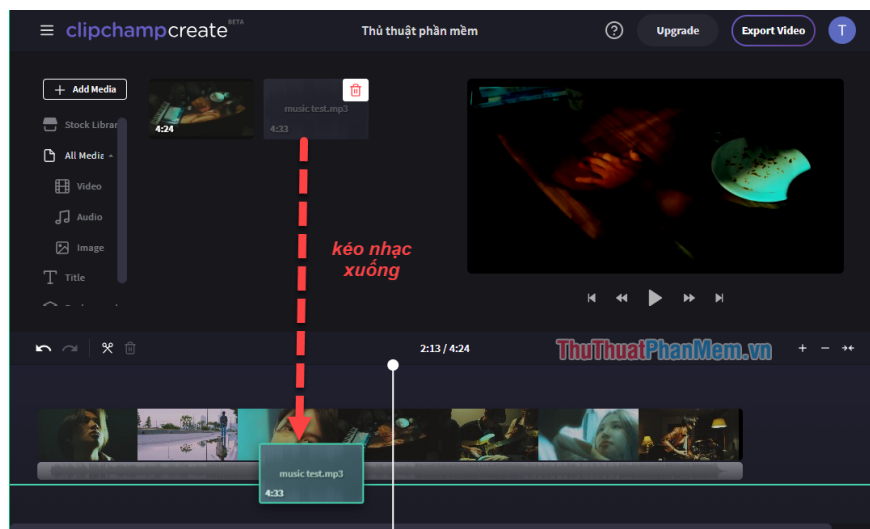 clipchampcreate BETA
Thủ thuật phần mềm
?
Upgrade
Export Video
T
+ Add Media
4:24
music test.mp3
4:33
Stock Librar
All Media
Video
Audio
Image
Title
kéo nhạc
xuống
2:13 / 4:24
ThuThuatPhanMem.vn
music test.mp3
4:33